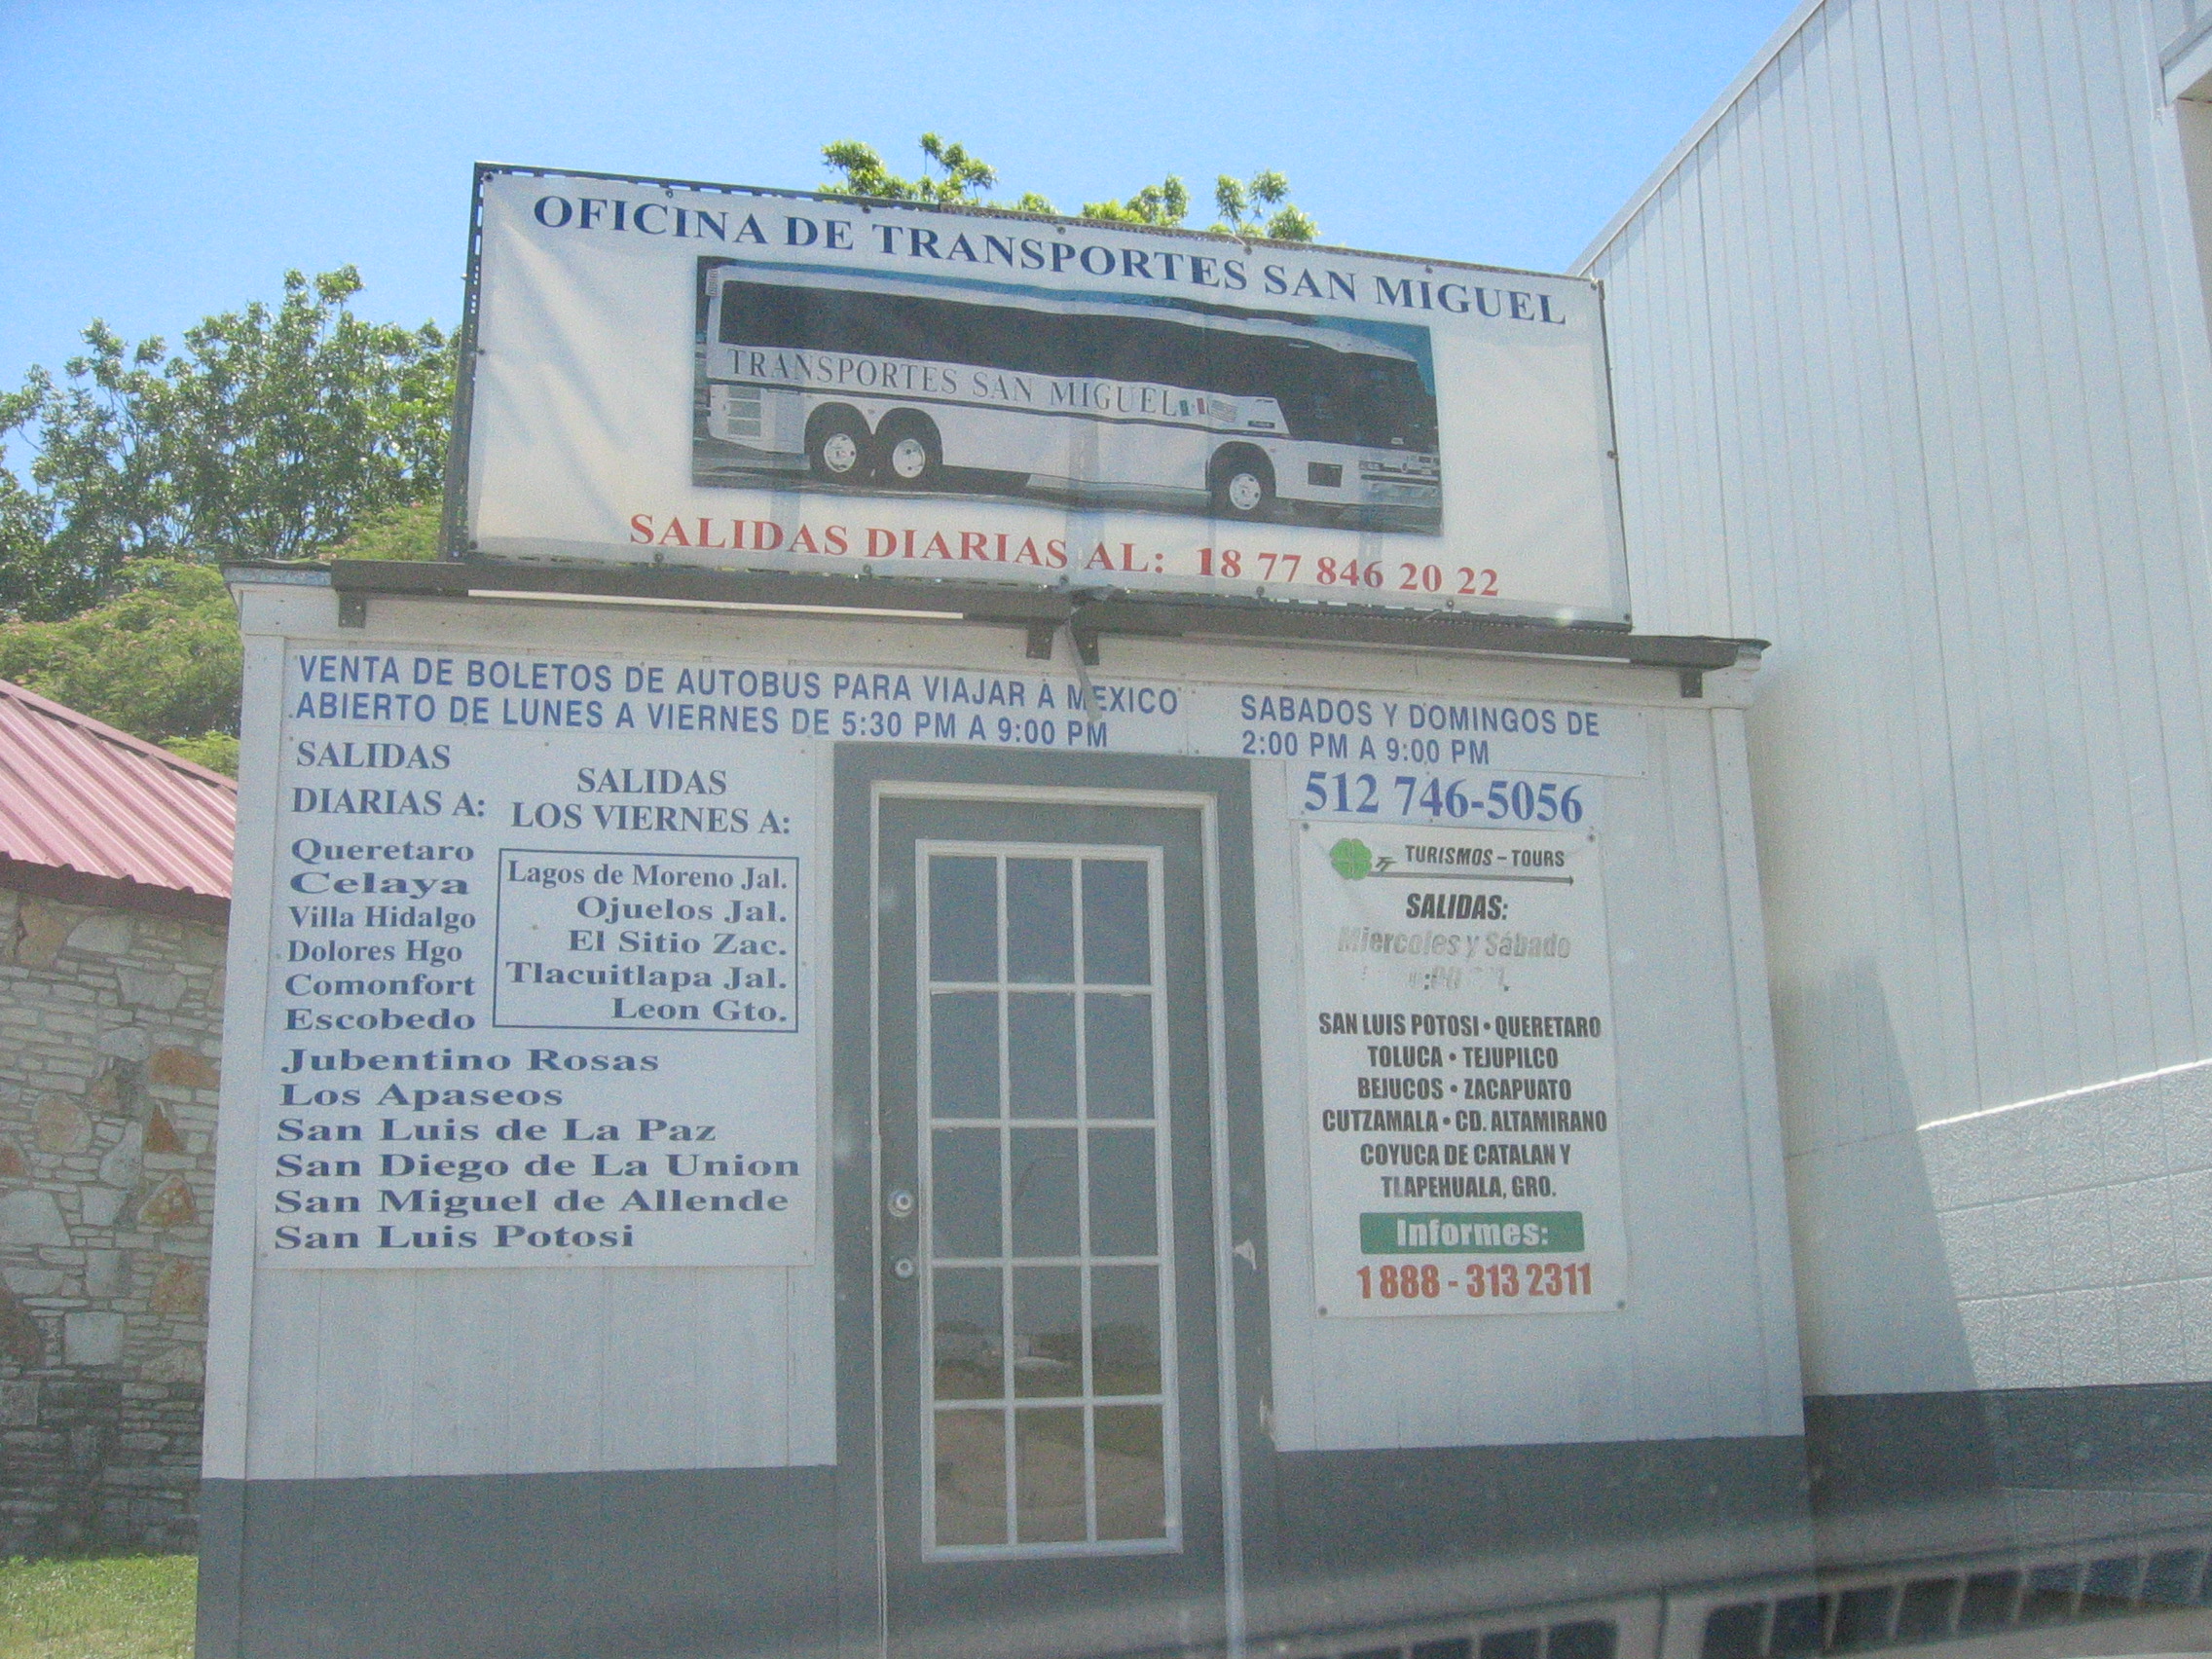 OFICINA DE TRANSPORTES SAN MIGUEL
TRANSPORTES SAN MIGUEL
SALIDAS DIARIAS AL: 18 77 846 20 22
VENTA DE BOLETOS DE AUTOBUS PARA VIAJAR A MEXICO
ABIERTO DE LUNES A VIERNES DE 5:30 PM A 9:00 PM
SABADOS Y DOMINGOS DE
2:00 PM A 9:00 PM
512 746-5056
SALIDAS
DIARIAS A:
Queretaro
Celaya
Villa Hidalgo
Dolores Hgo
Comonfort
Escobedo
Jubentino Rosas
Los Apaseos
San Luis de La Paz
San Diego de La Union
San Miguel de Allende
San Luis Potosi
SALIDAS
LOS VIERNES A:
Lagos de Moreno Jal.
Ojuelos Jal.
El Sitio Zac.
Tlacuitlapa Jal.
Leon Gto.
TT TURISMOS - TOURS
SALIDAS:
Miercoles y Sábado
SAN LUIS POTOSI • QUERETARO
TOLUCA • TEJUPILCO
BEJUCOS • ZACAPUATO
CUTZAMALA • CD. ALTAMIRANO
COYUCA DE CATALAN Y
TLAPEHUALA, GRO.
Informes:
1 888 - 313 2311